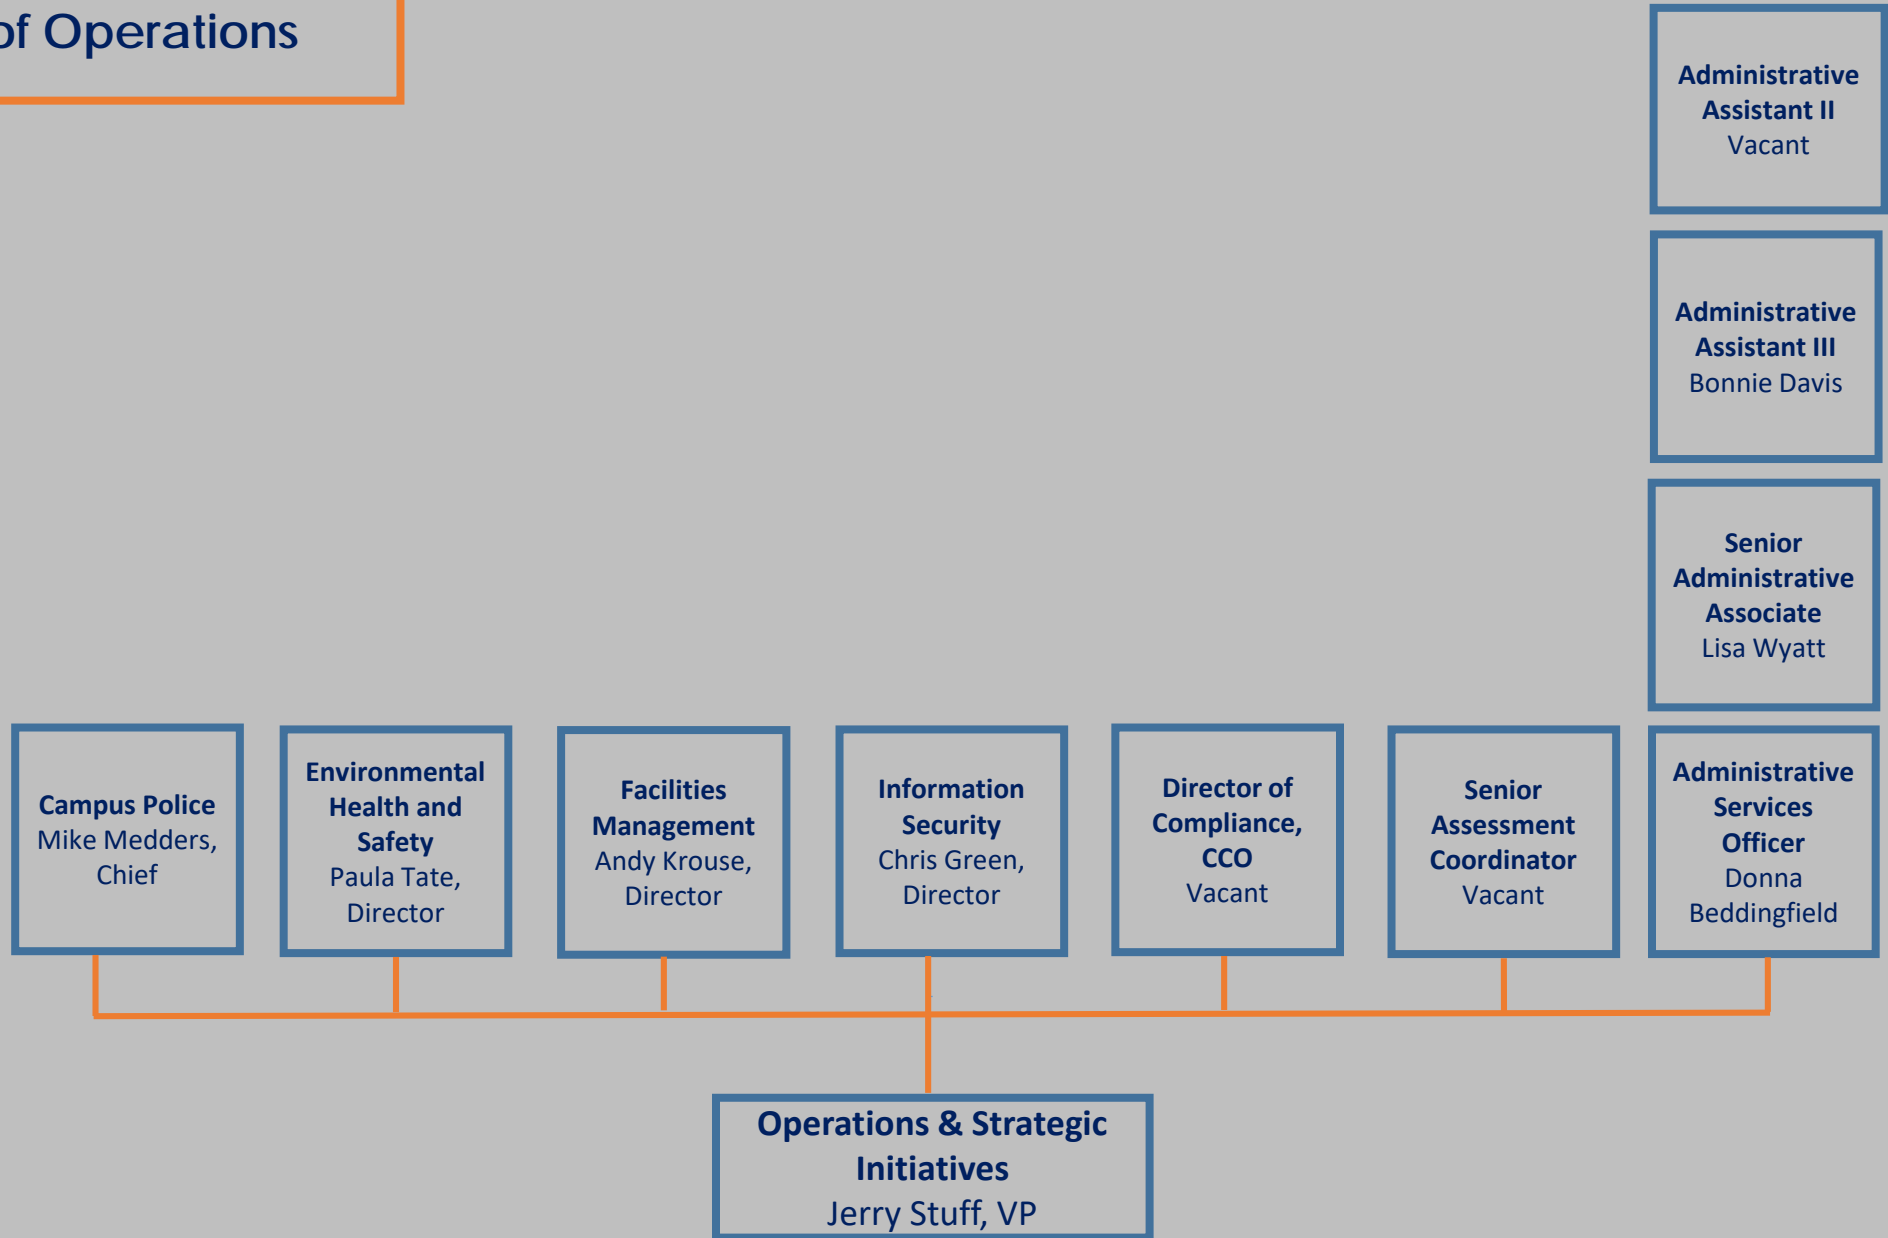 of Operations
Administrative
Assistant II
Vacant
Administrative
Assistant III
Bonnie Davis
Senior
Administrative
Associate
Lisa Wyatt
Campus Police
Mike Medders,
Chief
Environmental
Health and
Safety
Paula Tate,
Director
Facilities
Management
Andy Krouse,
Director
Information
Security
Chris Green,
Director
Director of
Compliance,
CCO
Vacant
Senior
Assessment
Coordinator
Vacant
Administrative
Services
Officer
Donna
Beddingfield
Operations & Strategic
Initiatives
Jerry Stuff, VP